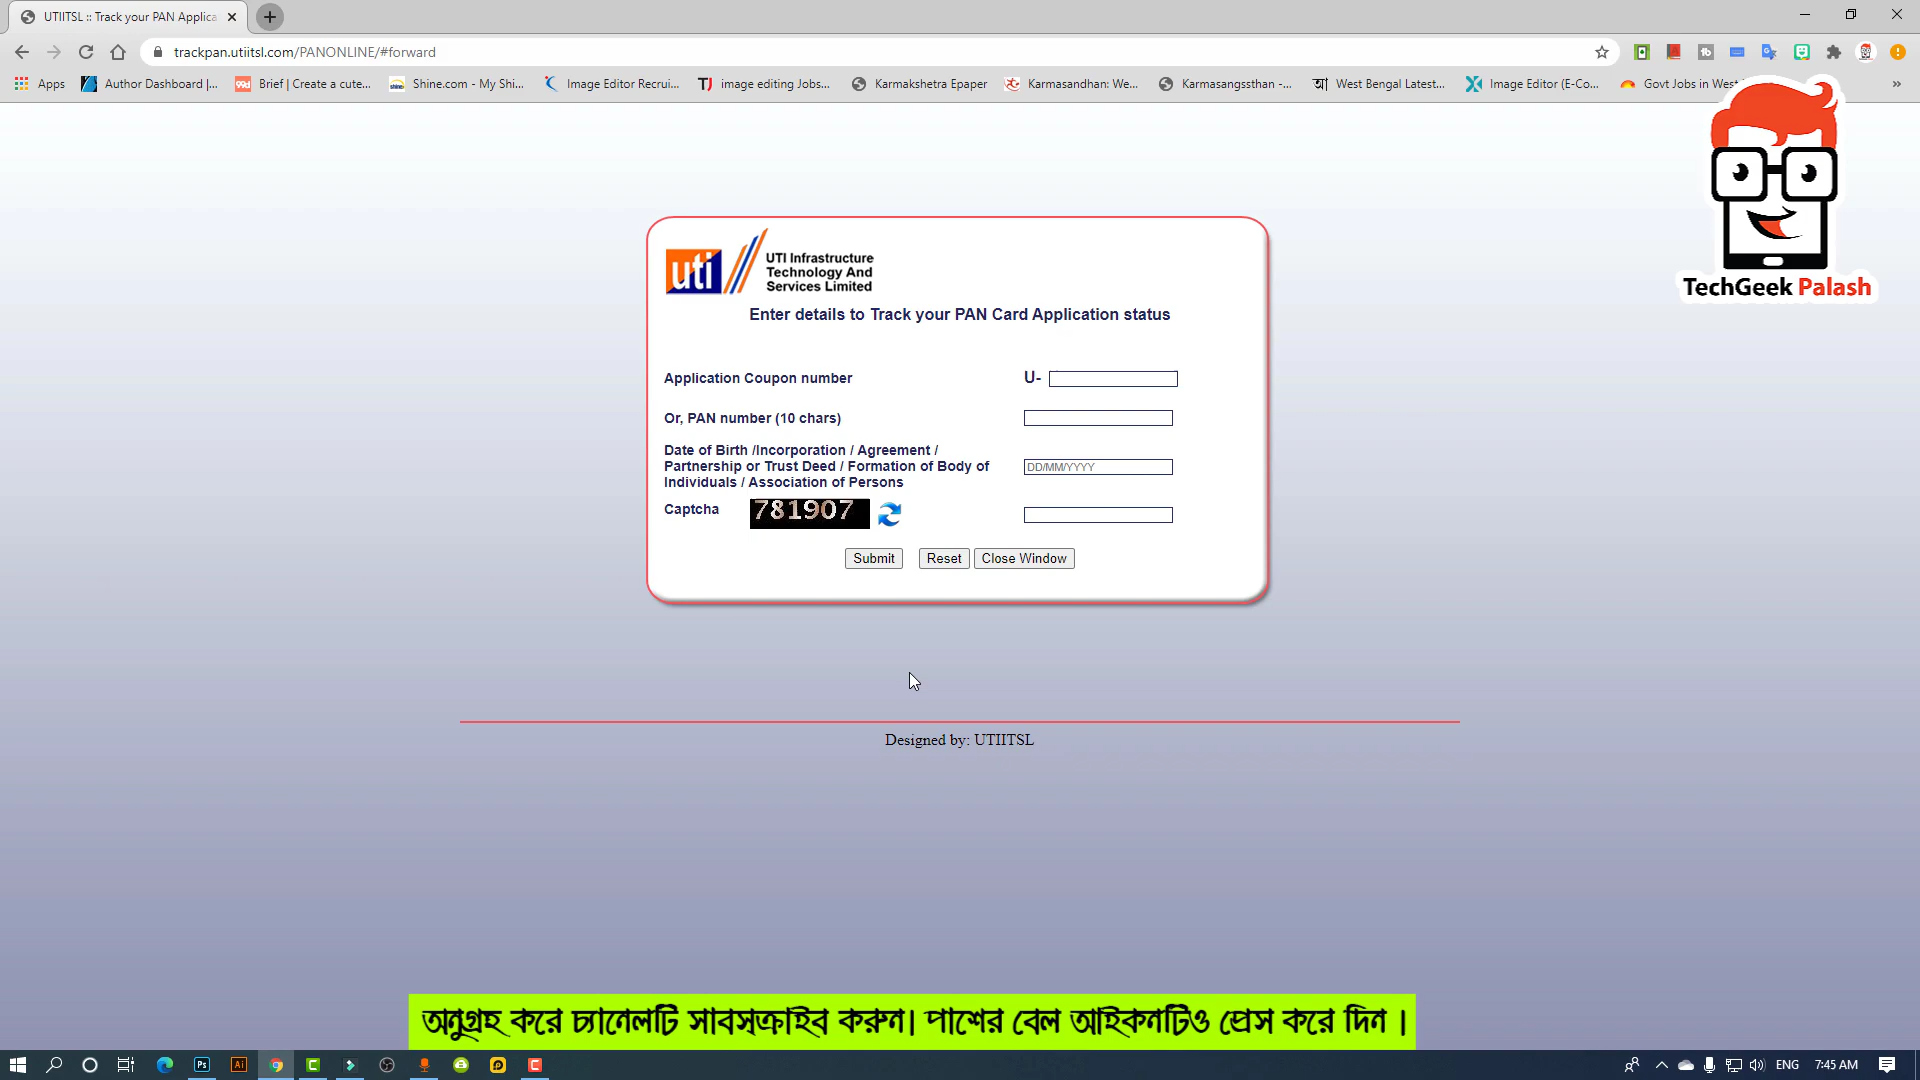 UTIITSL :: Track your PAN Applica
trackpan.utiitsl.com/PANONLINE/#forward
Apps
Author Dashboard |...
Brief | Create a cute...
Shine.com - My Shi...
Image Editor Recrui...
TJ
image editing Jobs...
Karmakshetra Epaper
Karmasandhan: We...
Karmasangssthan -...
West Bengal Latest...
Image Editor (E-Co...
Govt Jobs in Wes
»
TechGeek Palash
uti
UTI Infrastructure
Technology And
Services Limited
Enter details to Track your PAN Card Application status
Application Coupon number
U-
Or, PAN number (10 chars)
Date of Birth /Incorporation / Agreement /
Partnership or Trust Deed / Formation of Body of
Individuals / Association of Persons
DD/MM/YYYY
Captcha
781907
Submit
Reset
Close Window
Designed by: UTIITSL
অনুগ্রহ করে চ্যানেলটি সাবস্ক্রাইব করুন। পাশের বেল আইকনটিও প্রেস করে দিন ।
Ps
Ai
ENG
7:45 AM